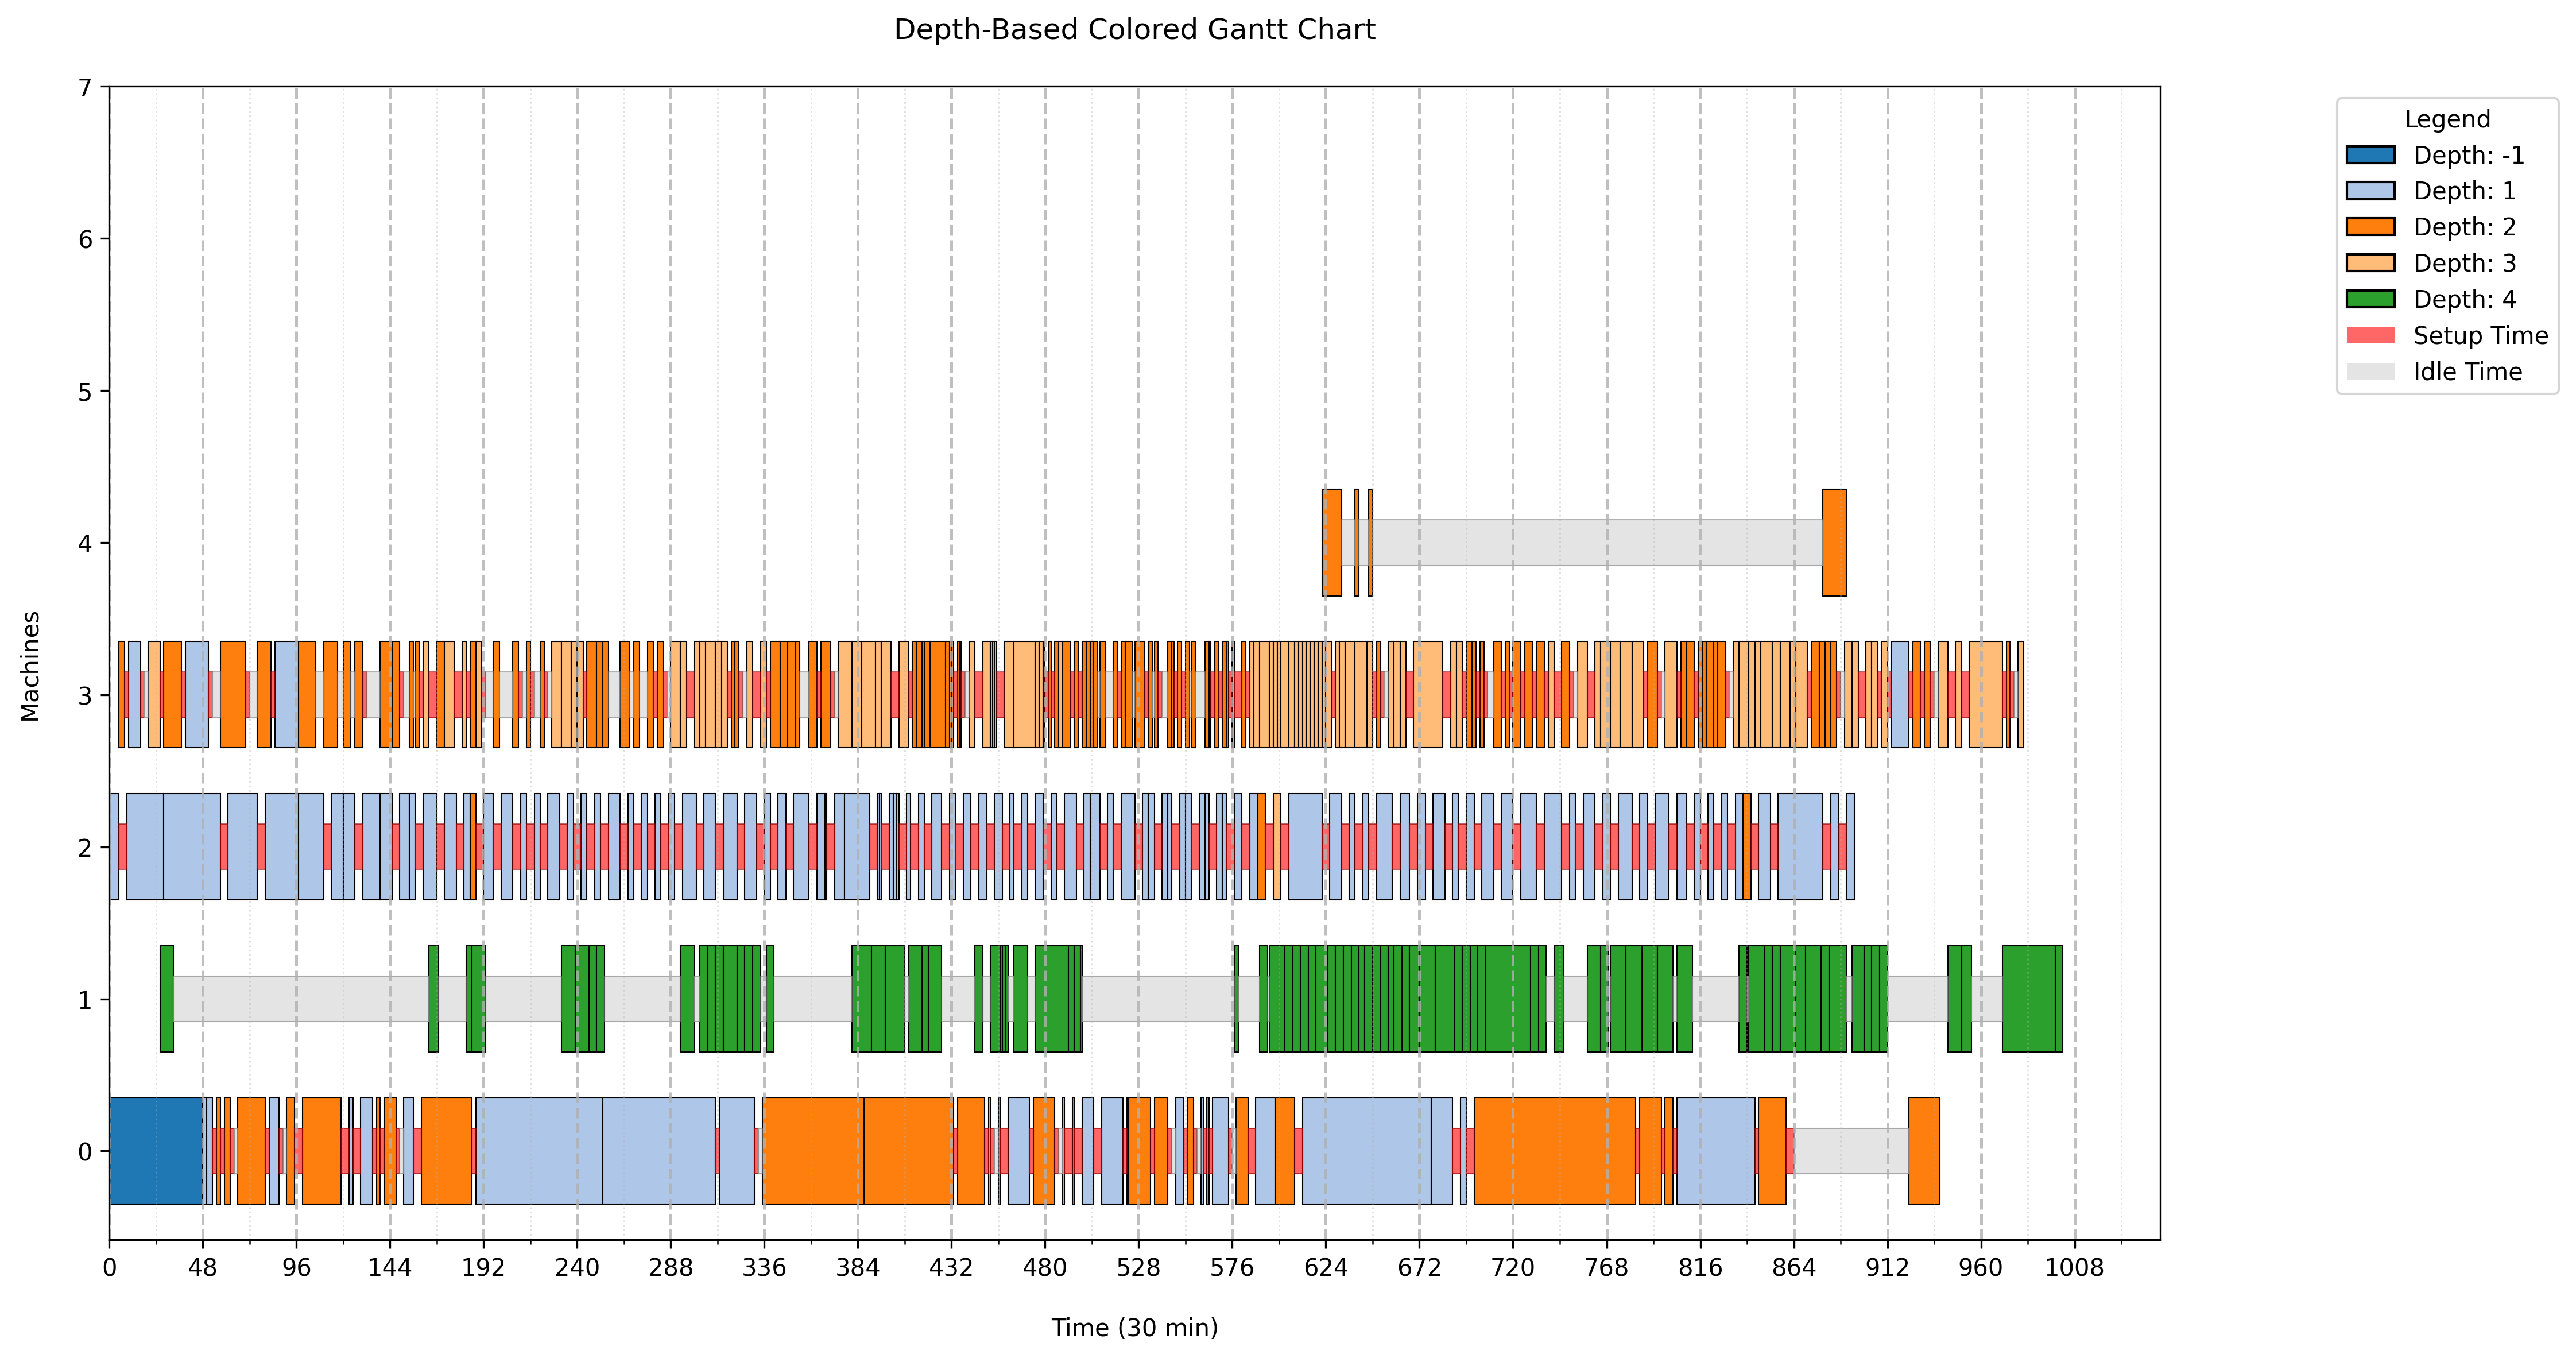 Depth-Based Colored Gantt Chart
Legend
Depth: -1
Depth: 1
Depth: 2
Depth: 3
Depth: 4
Setup Time
Idle Time
Machines
7
6
5
4
3
2
1
0
0 48 96 144 192 240 288 336 384 432 480 528 576 624 672 720 768 816 864 912 960 1008
Time (30 min)